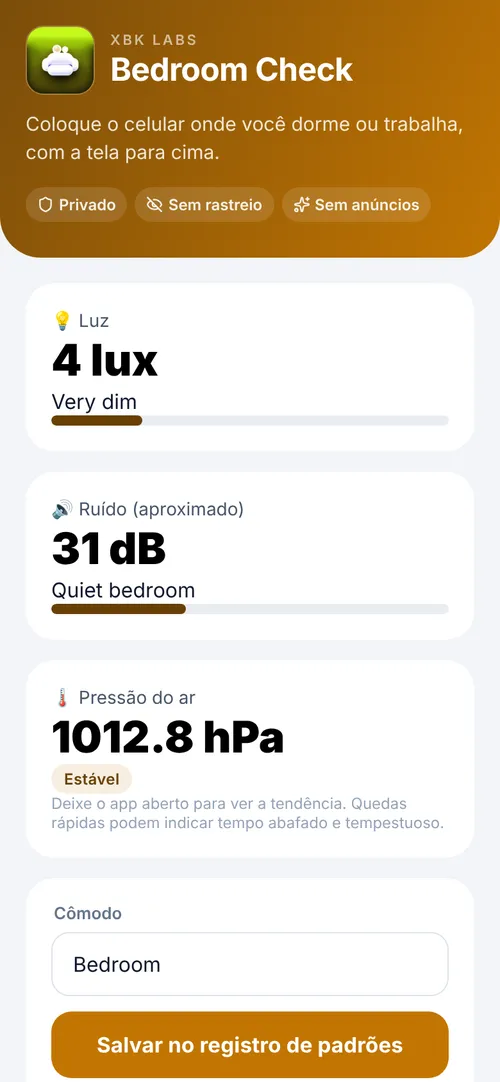 XBK LABS
Bedroom Check
Coloque o celular onde você dorme ou trabalha,
com a tela para cima.
Privado
Sem rastreio
Sem anúncios
Luz
4 lux
Very dim
Ruído (aproximado)
31 dB
Quiet bedroom
Pressão do ar
1012.8 hPa
Estável
Deixe o app aberto para ver a tendência. Quedas
rápidas podem indicar tempo abafado e tempestuoso.
Cômodo
Bedroom
Salvar no registro de padrões